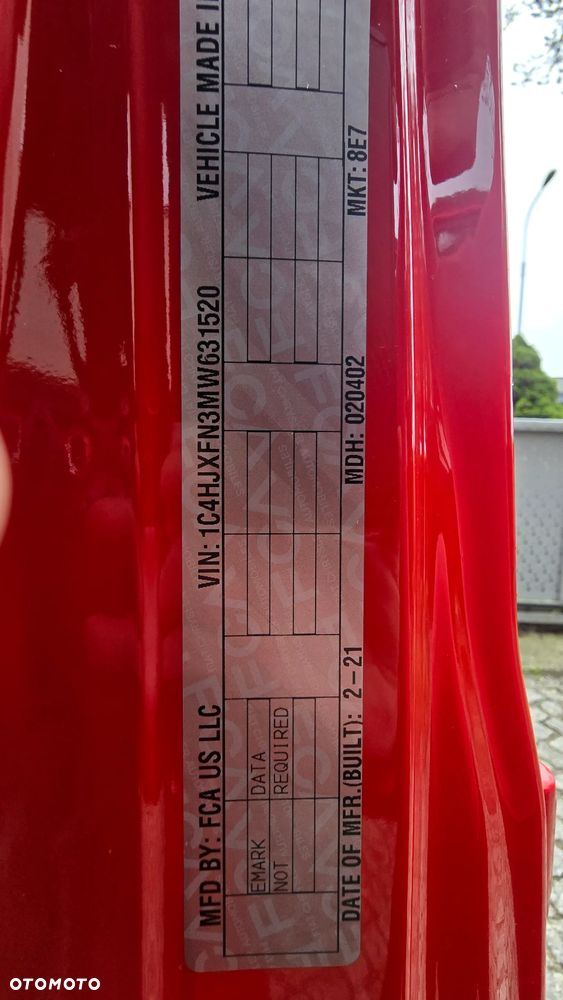 MFD BY: FCA US LLC
VIN: 1C4HJXFN3MW631520
VEHICLE MADE IN
EMARK DATA
NOT REQUIRED
DATE OF MFR.(BUILT): 2-21
MDH: 020402
MKT: 8E7
OTOMOTO